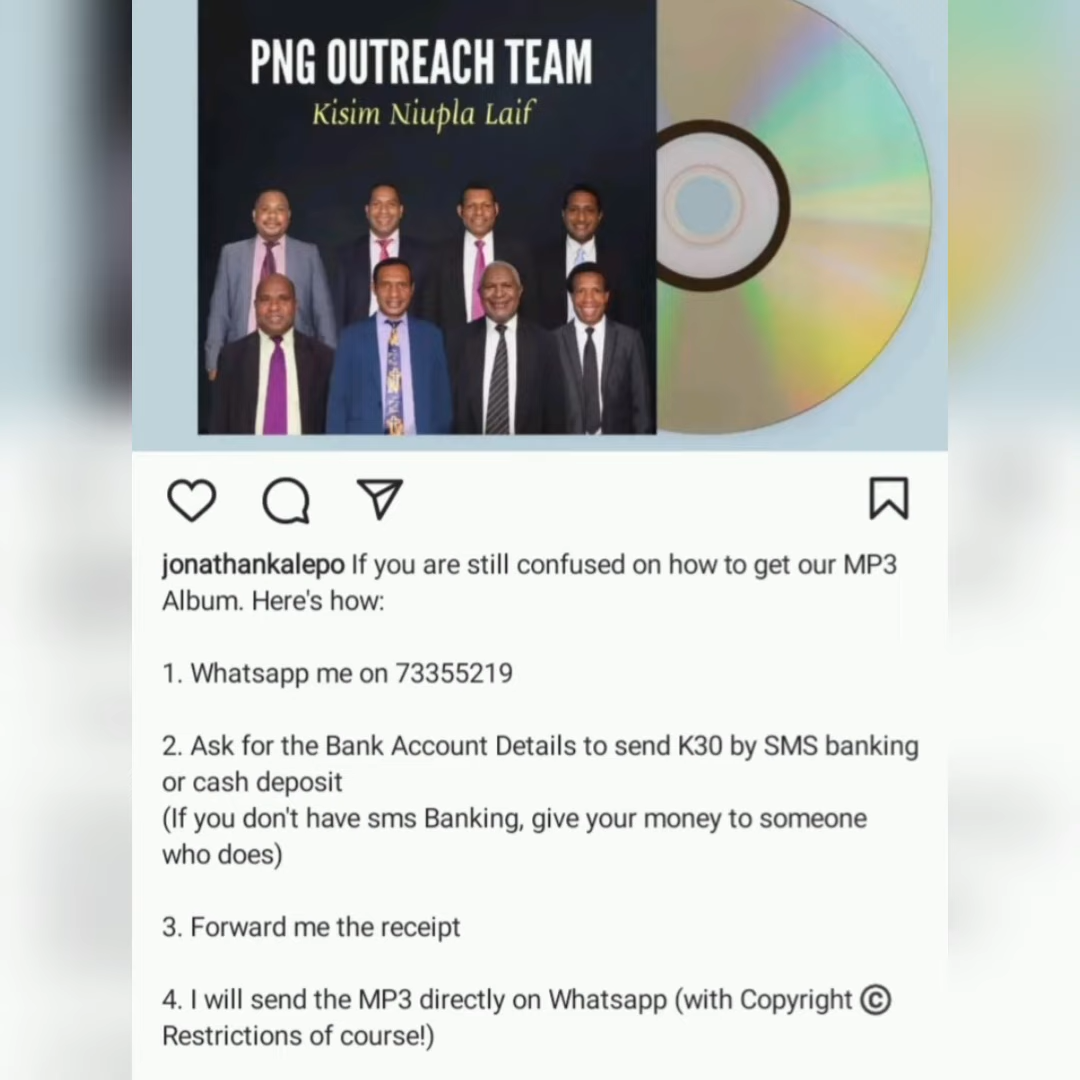 PNG OUTREACH TEAM
Kisim Niupla Laif
jonathankalepo If you are still confused on how to get our MP3
Album. Here's how:
1. Whatsapp me on 73355219
2. Ask for the Bank Account Details to send K30 by SMS banking
or cash deposit
(If you don't have sms Banking, give your money to someone
who does)
3. Forward me the receipt
4. I will send the MP3 directly on Whatsapp (with Copyright ©
Restrictions of course!)